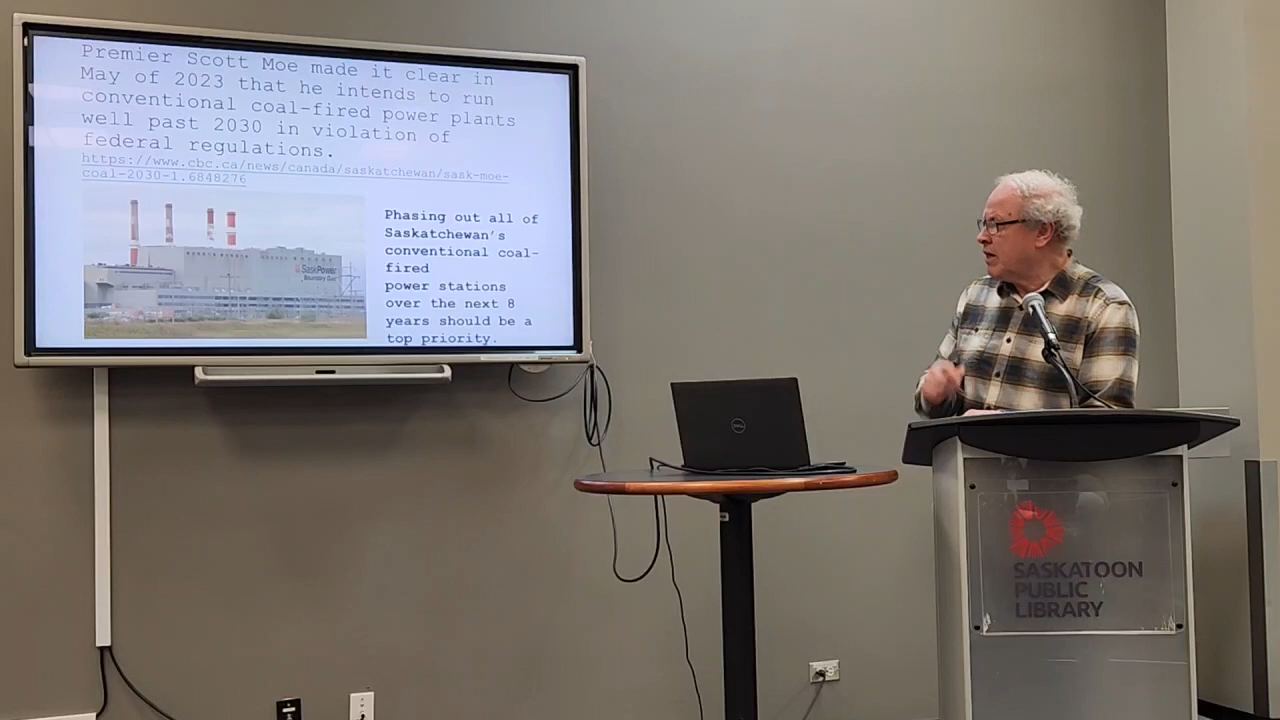 Premier Scott Moe made it clear in
May of 2023 that he intends to run
conventional coal-fired power plants
well past 2030 in violation of
federal regulations.
https://www.cbc.ca/news/canada/saskatchewan/sask-moe-
coal-2030-1.6848276
SaskPower
Boundary Dam
Phasing out all of
Saskatchewan's
conventional coal-
fired
power stations
over the next 8
years should be a
top priority.
DELL
SASKATOON
PUBLIC
LIBRARY